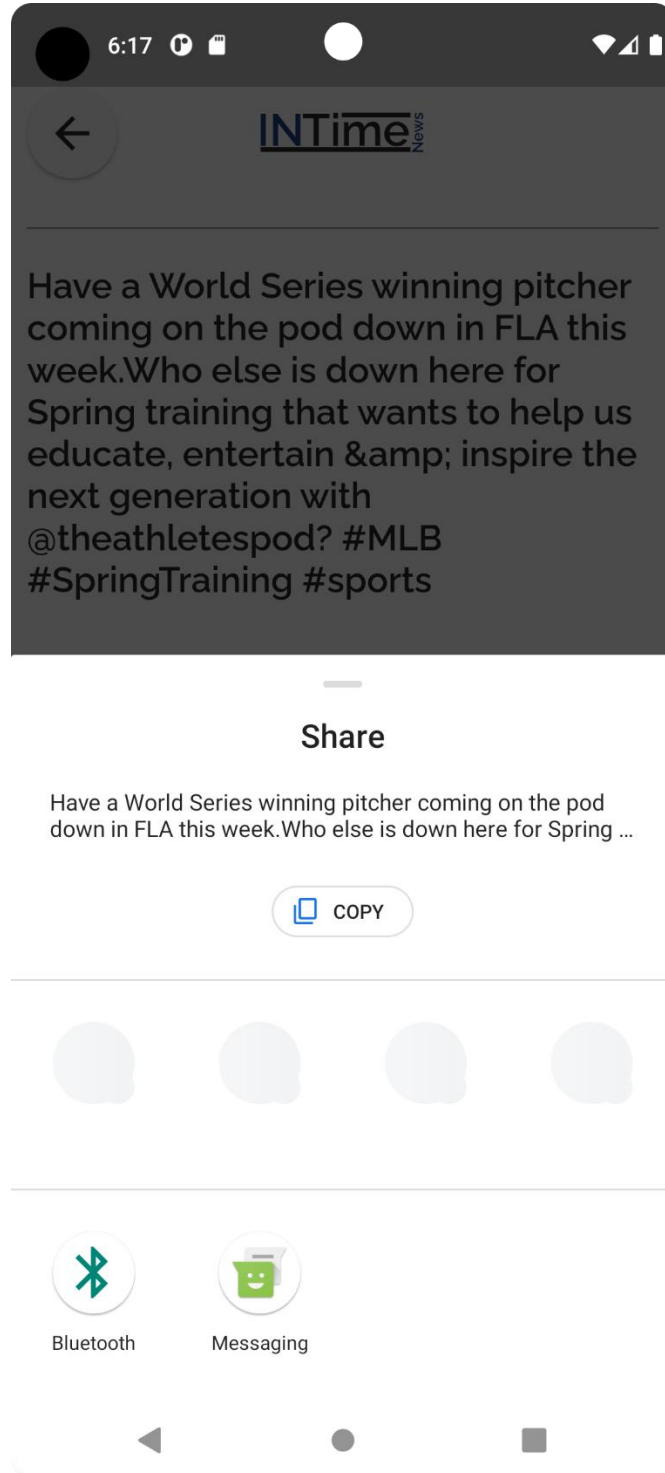 6:17
INTime News
Have a World Series winning pitcher
coming on the pod down in FLA this
week.Who else is down here for
Spring training that wants to help us
educate, entertain &amp; inspire the
next generation with
@theathletespod? #MLB
#SpringTraining #sports
Share
Have a World Series winning pitcher coming on the pod
down in FLA this week.Who else is down here for Spring ...
COPY
Bluetooth
Messaging